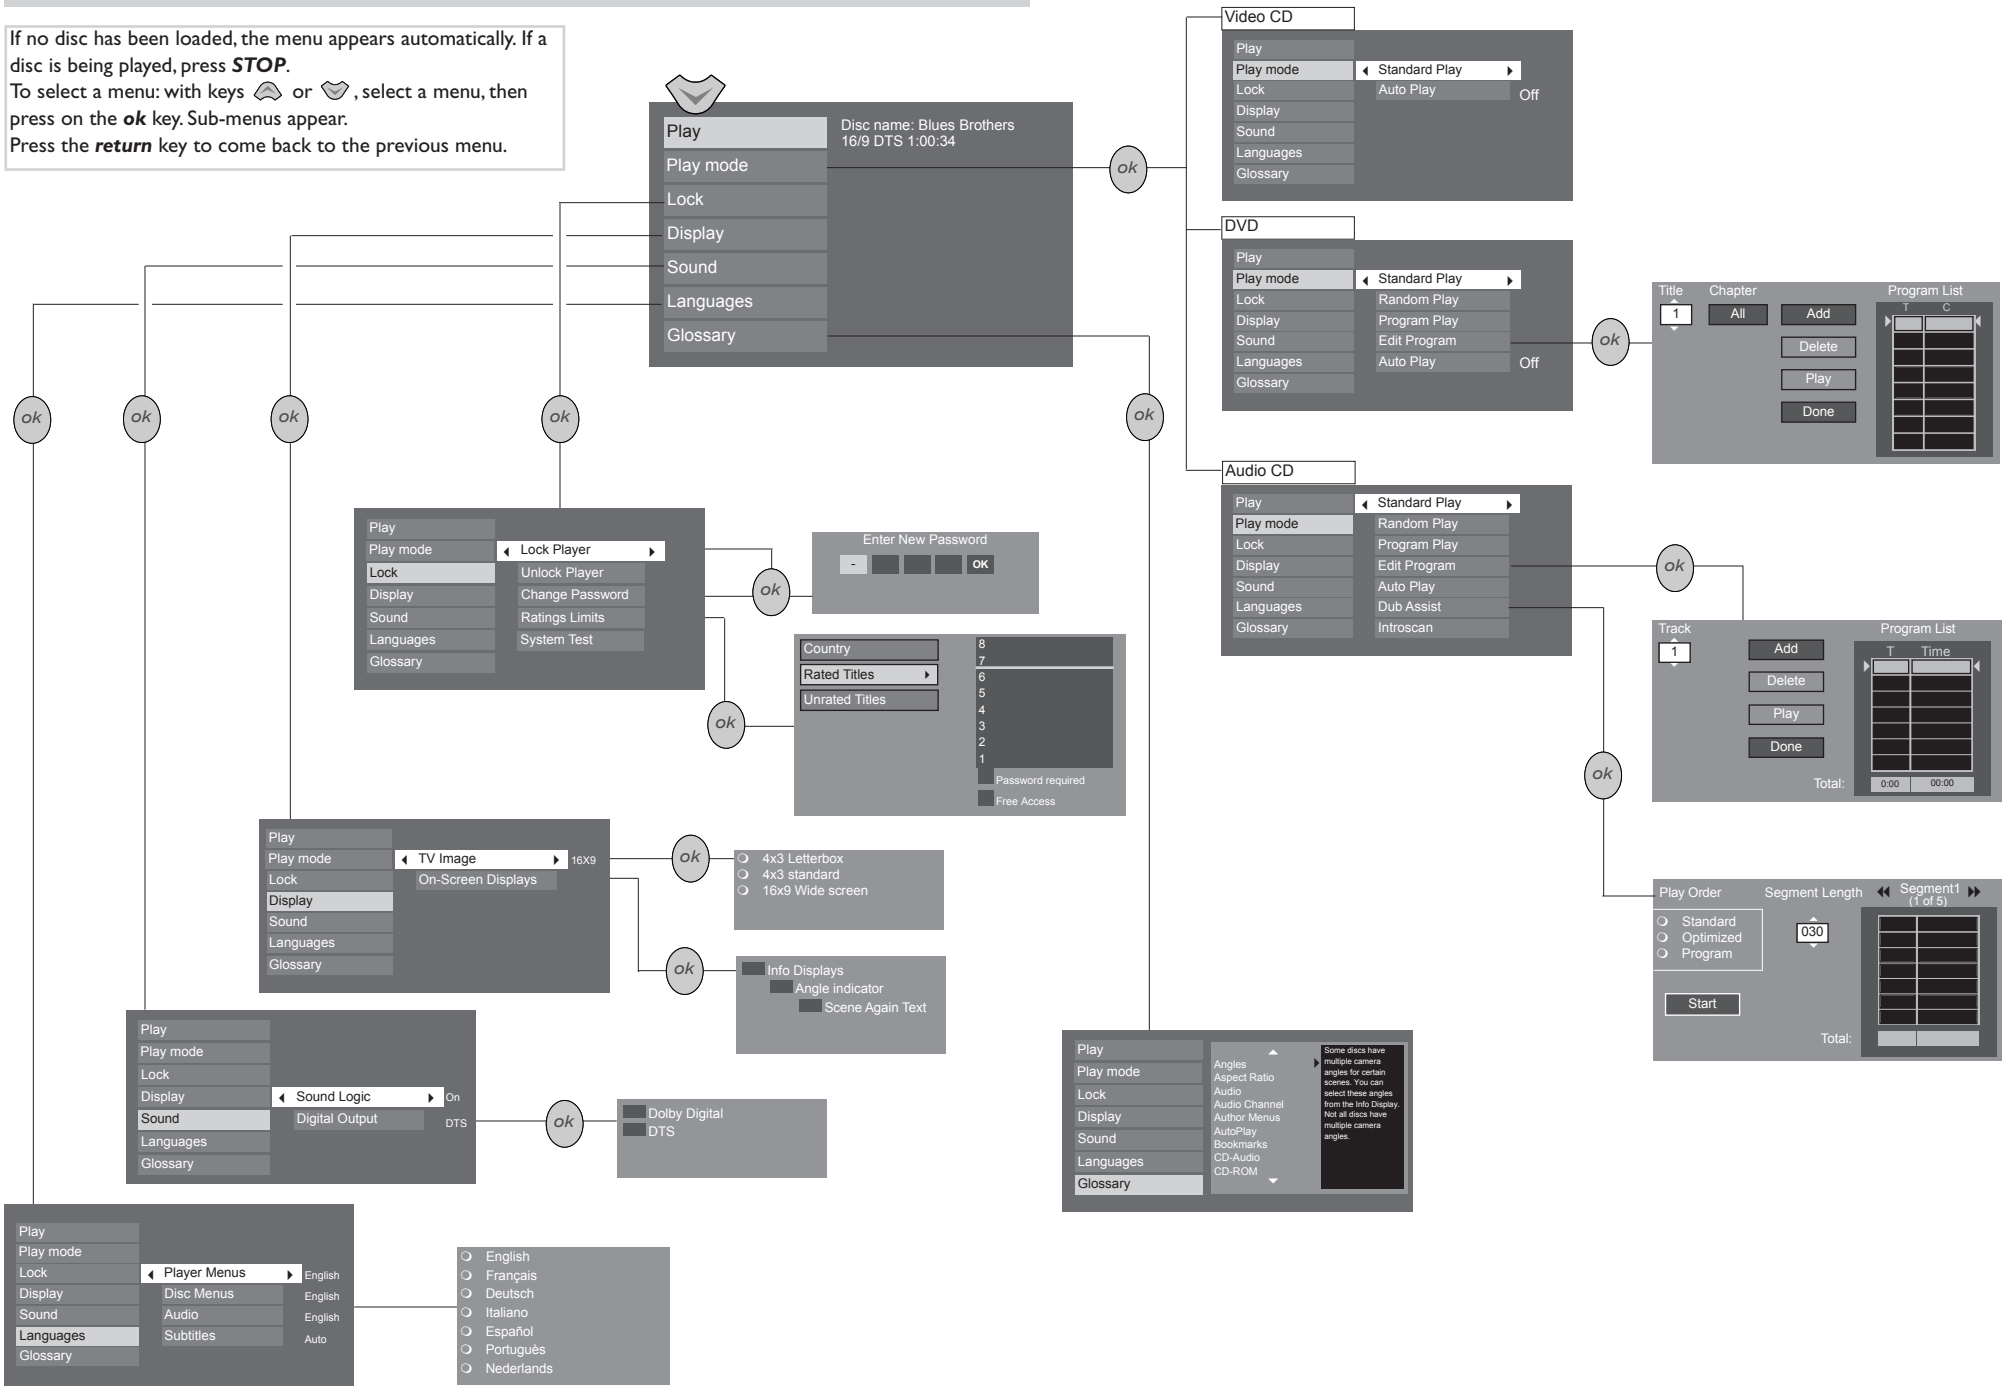 If no disc has been loaded, the menu appears automatically. If a
disc is being played, press STOP.
To select a menu: with keys or , select a menu, then
press on the ok key. Sub-menus appear.
Press the return key to come back to the previous menu.
Play
Play mode
Lock
Display
Sound
Languages
Glossary
Disc name: Blues Brothers
16/9 DTS 1:00:34
ok
Video CD
Play
Play mode
Lock
Display
Sound
Languages
Glossary
Standard Play
Auto Play
Off
DVD
Play
Play mode
Lock
Display
Sound
Languages
Glossary
Standard Play
Random Play
Program Play
Edit Program
Auto Play
Off
ok
Title
1
Chapter
All
Add
Delete
Play
Done
Program List
T C
Audio CD
Play
Play mode
Lock
Display
Sound
Languages
Glossary
Standard Play
Random Play
Program Play
Edit Program
Auto Play
Dub Assist
Introscan
ok
Track
1
Add
Delete
Play
Done
Program List
T Time
Total: 0:00 00:00
ok
Play Order
Standard
Optimized
Program
Start
Segment Length
030
Segment1
(1 of 5)
Total:
ok
ok
ok
ok
ok
Play
Play mode
Lock
Display
Sound
Languages
Glossary
Lock Player
Unlock Player
Change Password
Ratings Limits
System Test
ok
Enter New Password
- OK
ok
Country
Rated Titles
Unrated Titles
8
7
6
5
4
3
2
1
Password required
Free Access
Play
Play mode
Lock
Display
Sound
Languages
Glossary
TV Image
16X9
On-Screen Displays
ok
4x3 Letterbox
4x3 standard
16x9 Wide screen
ok
Info Displays
Angle indicator
Scene Again Text
Play
Play mode
Lock
Display
Sound
Languages
Glossary
Sound Logic
On
Digital Output
DTS
ok
Dolby Digital
DTS
Play
Play mode
Lock
Display
Sound
Languages
Glossary
Angles
Aspect Ratio
Audio
Audio Channel
Author Menus
AutoPlay
Bookmarks
CD-Audio
CD-ROM
Some discs have
multiple camera
angles for certain
scenes. You can
select these angles
from the Info Display.
Not all discs have
multiple camera
angles.
Play
Play mode
Lock
Display
Sound
Languages
Glossary
Player Menus
English
Disc Menus
English
Audio
English
Subtitles
Auto
English
Français
Deutsch
Italiano
Español
Portuguès
Nederlands